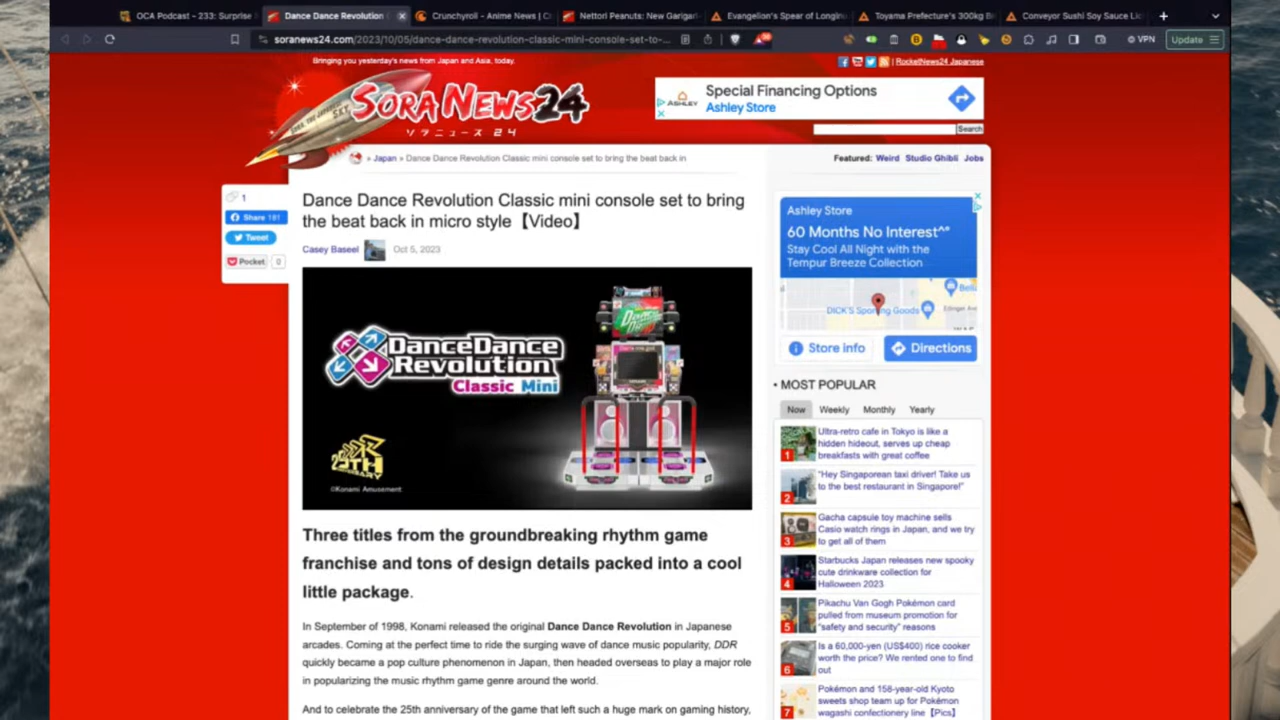 OCA Podcast – 233: Surprise
Dance Dance Revolution
Crunchyroll - Anime News | C
Nettori Peanuts: New Garigari
Evangelion's Spear of Longin
Toyama Prefecture's 300kg B
Conveyor Sushi Soy Sauce Lic
soranews24.com/2023/10/05/dance-dance-revolution-classic-mini-console-set-to-...
VPN
Update
Bringing you yesterday's news from Japan and Asia, today.
RocketNews24 Japanese
SORA NEWS24
ソラニュース24
Special Financing Options
Ashley Store
ASHLEY
Search
» Japan » Dance Dance Revolution Classic mini console set to bring the beat back in
Featured: Weird Studio Ghibli Jobs
1
Share 191
Tweet
Pocket 0
Dance Dance Revolution Classic mini console set to bring
the beat back in micro style【Video】
Casey Baseel Oct 5, 2023
DanceDance
Revolution
Classic Mini
25TH
©Konami Amusement
Three titles from the groundbreaking rhythm game
franchise and tons of design details packed into a cool
little package.
In September of 1998, Konami released the original Dance Dance Revolution in Japanese
arcades. Coming at the perfect time to ride the surging wave of dance music popularity, DDR
quickly became a pop culture phenomenon in Japan, then headed overseas to play a major role
in popularizing the music rhythm game genre around the world.
And to celebrate the 25th anniversary of the game that left such a huge mark on gaming history,
Ashley Store
60 Months No Interest^*
Stay Cool All Night with the
Tempur Breeze Collection
DICK'S Sporting Goods
Store info
Directions
• MOST POPULAR
Now Weekly Monthly Yearly
1
Ultra-retro cafe in Tokyo is like a
hidden hideout, serves up cheap
breakfasts with great coffee
2
"Hey Singaporean taxi driver! Take us
to the best restaurant in Singapore!"
3
Gacha capsule toy machine sells
Casio watch rings in Japan, and we try
to get all of them
4
Starbucks Japan releases new spooky
cute drinkware collection for
Halloween 2023
5
Pikachu Van Gogh Pokémon card
pulled from museum promotion for
"safety and security" reasons
6
Is a 60,000-yen (US$400) rice cooker
worth the price? We rented one to find
out
7
Pokémon and 158-year-old Kyoto
sweets shop team up for Pokémon
wagashi confectionery line【Pics】